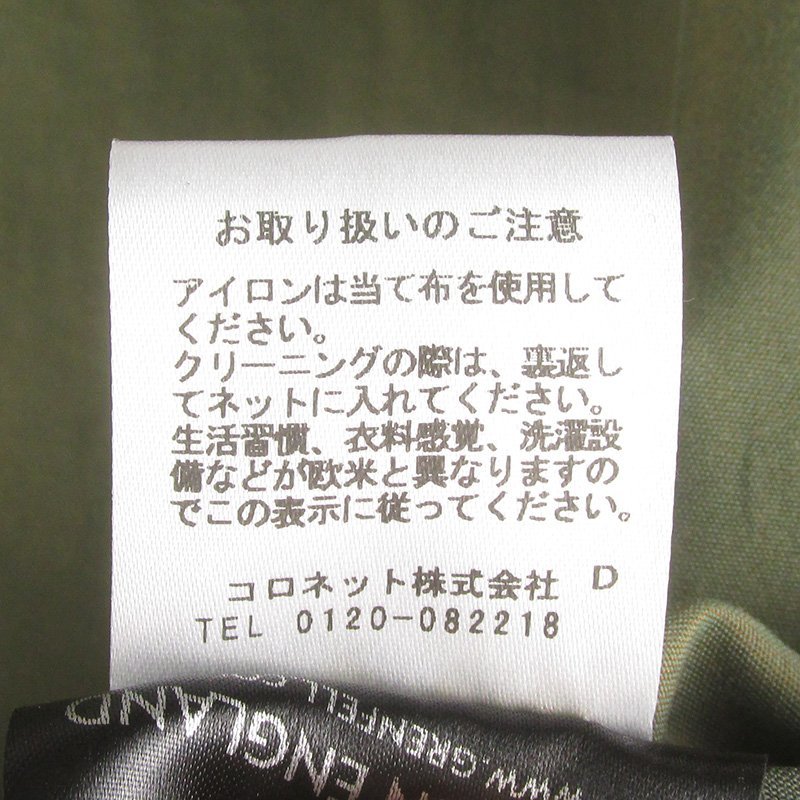 お取り扱いのご注意
アイロンは当て布を使用して
ください。
クリーニングの際は、裏返し
てネットに入れてください。
生活習慣、衣料感覚、洗濯設
備などが欧米と異なりますの
でこの表示に従ってください。
コロネット株式会社 D
TEL 0120-082218
ENGLAND
WWW.GRENFELL.CO